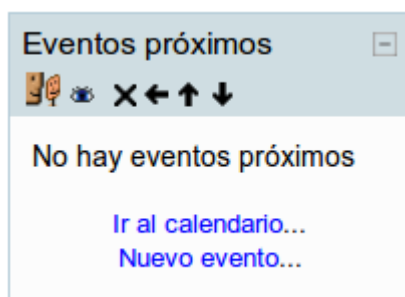 Eventos próximos
No hay eventos próximos
Ir al calendario...
Nuevo evento...